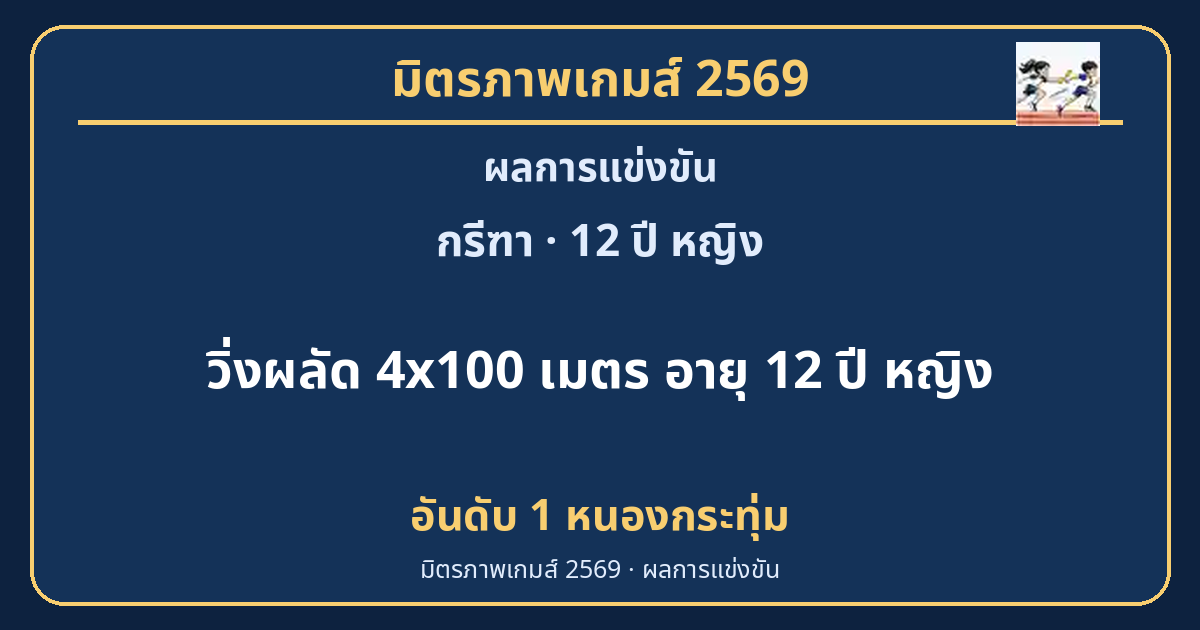 มิตรภาพเกมส์ 2569
ผลการแข่งขัน
กรีฑา · 12 ปี หญิง
วิ่งผลัด 4x100 เมตร อายุ 12 ปี หญิง
อันดับ 1 หนองกระทุ่ม
มิตรภาพเกมส์ 2569 · ผลการแข่งขัน